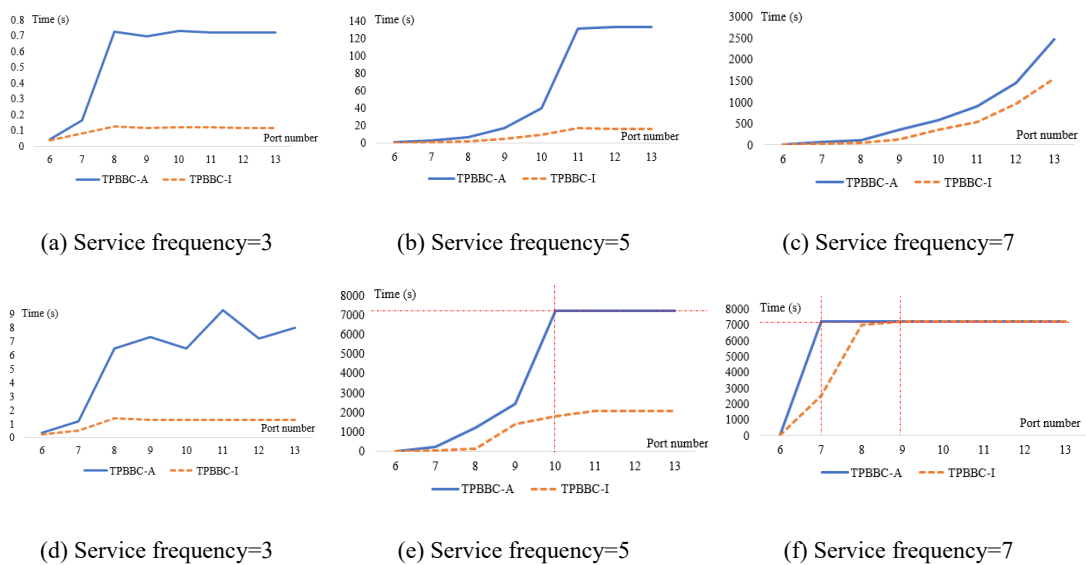 Time (s)
0.8
0.7
0.6
0.5
0.4
0.3
0.2
0.1
0
Port number
6 7 8 9 10 11 12 13
TPBBC-A TPBBC-I
(a) Service frequency=3
Time (s)
140
120
100
80
60
40
20
0
Port number
6 7 8 9 10 11 12 13
TPBBC-A TPBBC-I
(b) Service frequency=5
Time (s)
3000
2500
2000
1500
1000
500
0
Port number
6 7 8 9 10 11 12 13
TPBBC-A TPBBC-I
(c) Service frequency=7
Time (s)
9
8
7
6
5
4
3
2
1
0
Port number
6 7 8 9 10 11 12 13
TPBBC-A TPBBC-I
(d) Service frequency=3
Time (s)
8000
7000
6000
5000
4000
3000
2000
1000
0
Port number
6 7 8 9 10 11 12 13
TPBBC-A TPBBC-I
(e) Service frequency=5
Time (s)
8000
7000
6000
5000
4000
3000
2000
1000
0
Port number
6 7 8 9 10 11 12 13
TPBBC-A TPBBC-I
(f) Service frequency=7